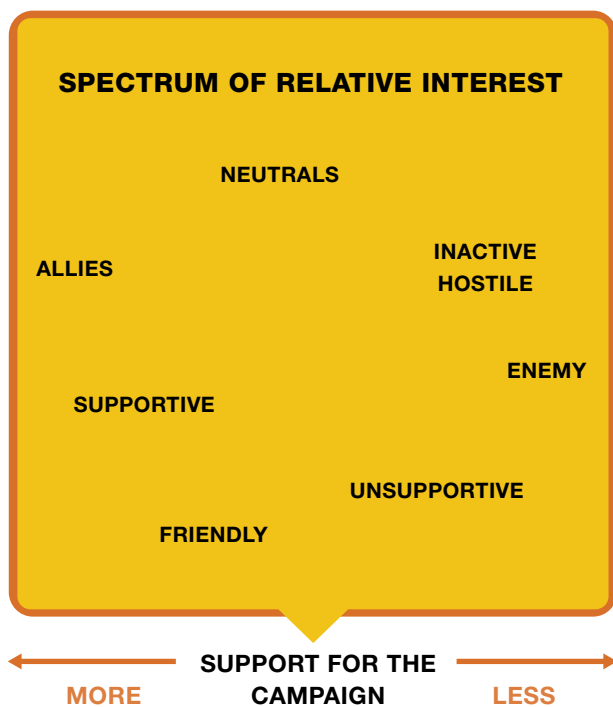 SPECTRUM OF RELATIVE INTEREST
NEUTRALS
ALLIES
INACTIVE
HOSTILE
ENEMY
SUPPORTIVE
UNSUPPORTIVE
FRIENDLY
SUPPORT FOR THE
CAMPAIGN
MORE
LESS